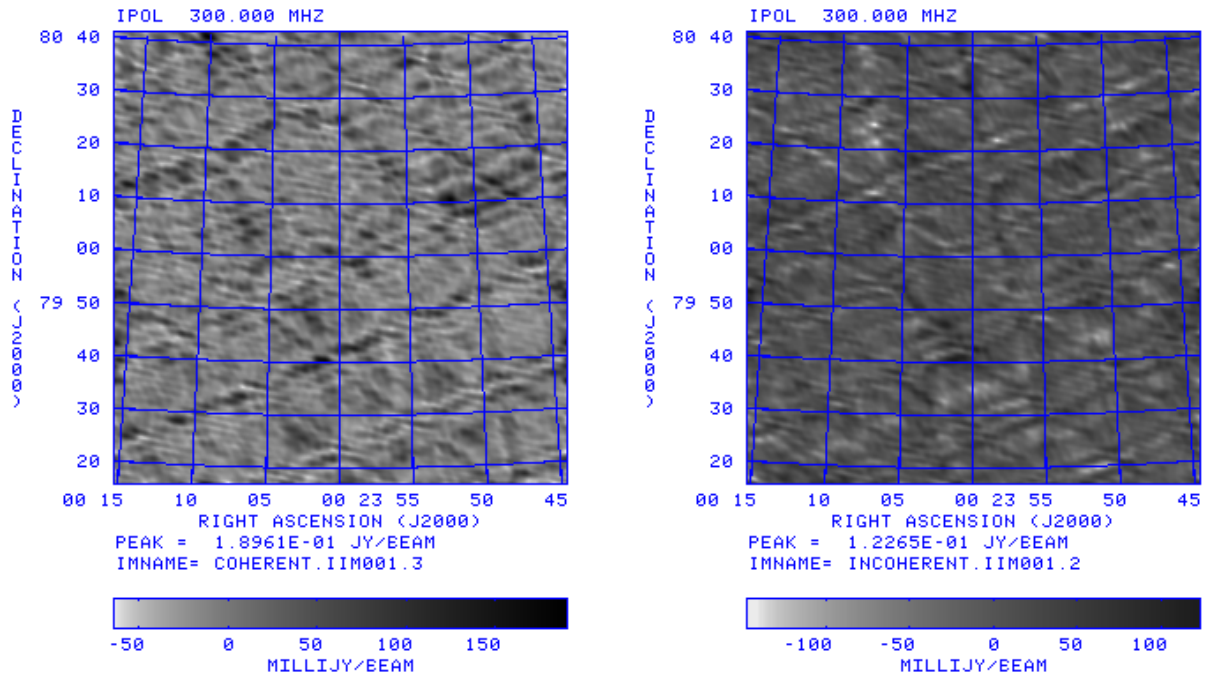 IPOL 300.000 MHZ
80 40
30
20
10
00
79 50
40
30
20
DECLINATION (J2000)
00 15 10 05 00 23 55 50 45
RIGHT ASCENSION (J2000)
PEAK = 1.8961E-01 JY/BEAM
IMNAME= COHERENT.IIM001.3
-50 0 50 100 150
MILLIJY/BEAM
IPOL 300.000 MHZ
80 40
30
20
10
00
79 50
40
30
20
DECLINATION (J2000)
00 15 10 05 00 23 55 50 45
RIGHT ASCENSION (J2000)
PEAK = 1.2265E-01 JY/BEAM
IMNAME= INCOHERENT.IIM001.2
-100 -50 0 50 100
MILLIJY/BEAM